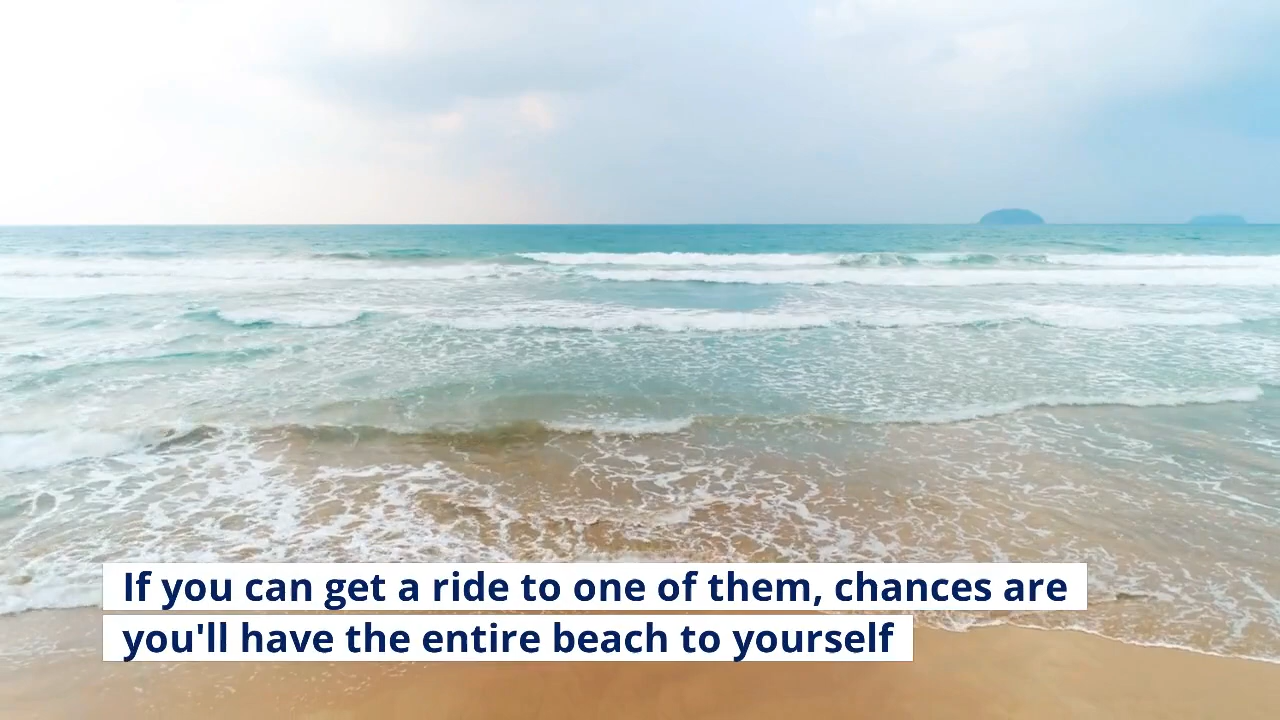 If you can get a ride to one of them, chances are
you'll have the entire beach to yourself